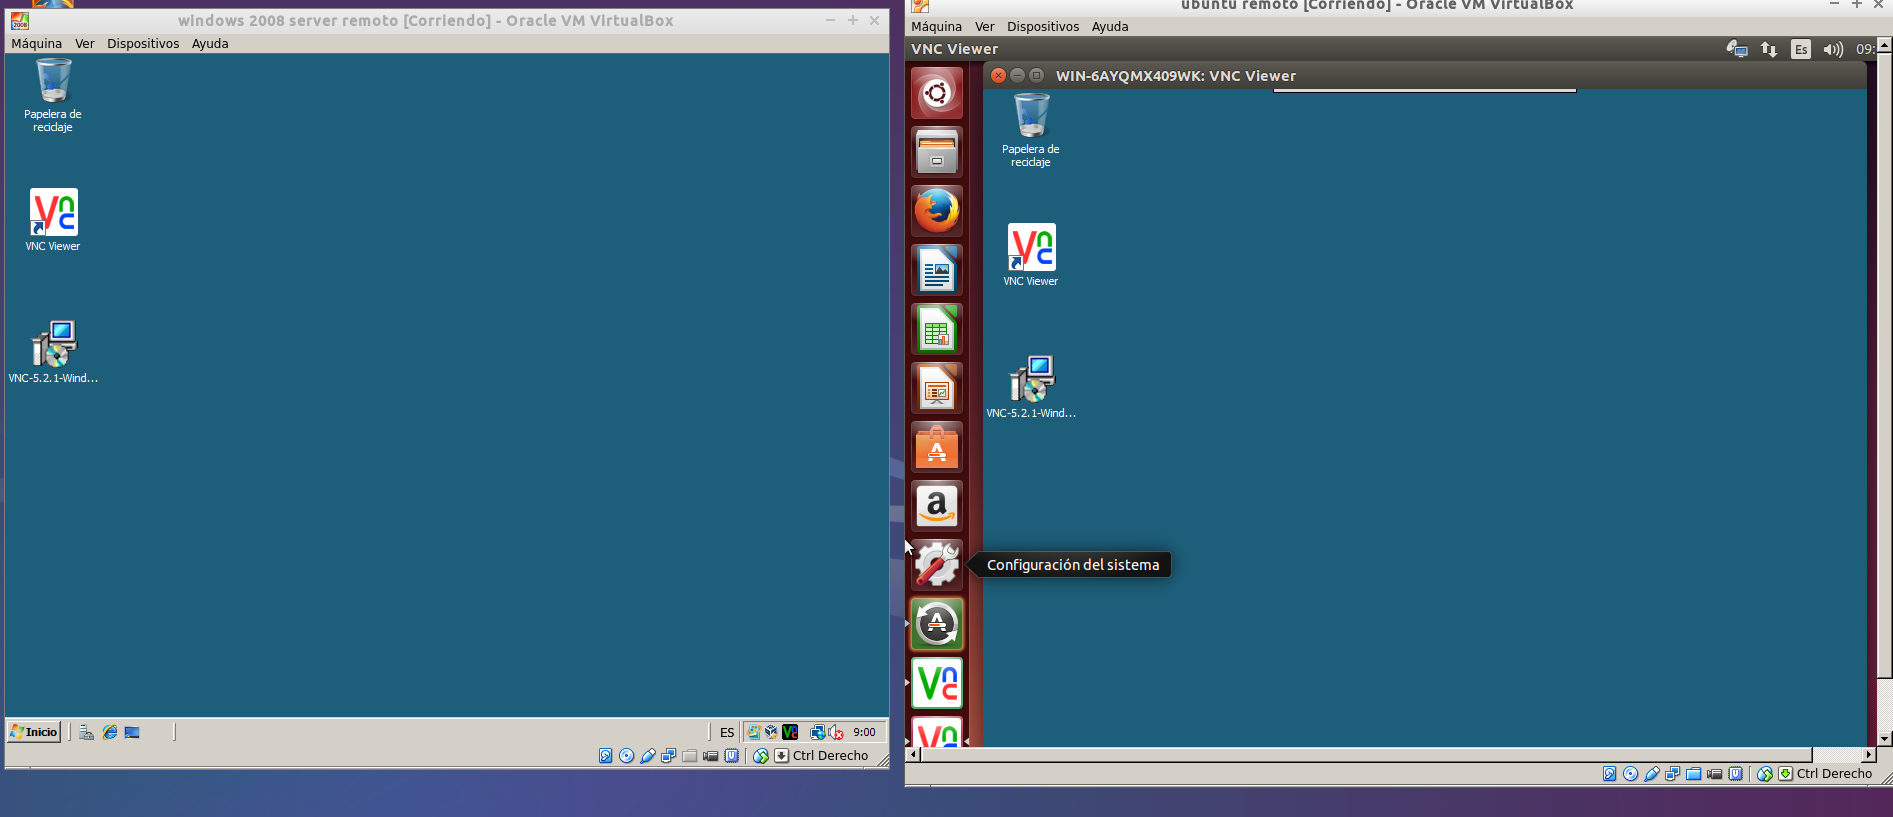 windows 2008 server remoto [Corriendo] - Oracle VM VirtualBox
Máquina Ver Dispositivos Ayuda
Papelera de
reciclaje
VNC Viewer
VNC-5.2.1-Wind...
Inicio
ES
9:00
Ctrl Derecho
ubuntu remoto [Corriendo] - Oracle VM VirtualBox
Máquina Ver Dispositivos Ayuda
VNC Viewer
Es
09:
WIN-6AYQMX409WK: VNC Viewer
Papelera de
reciclaje
VNC Viewer
VNC-5.2.1-Wind...
Configuración del sistema
Ctrl Derecho